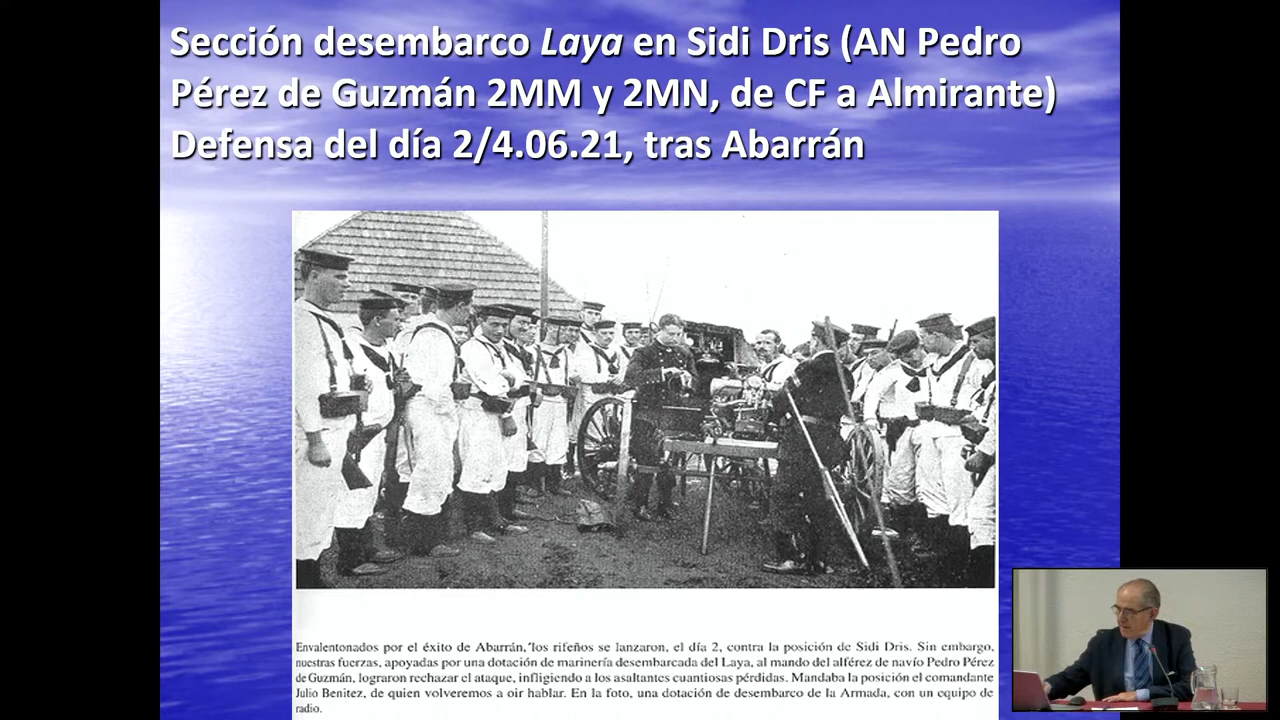 Sección desembarco Laya en Sidi Dris (AN Pedro
Pérez de Guzmán 2MM y 2MN, de CF a Almirante)
Defensa del día 2/4.06.21, tras Abarrán
Envalentonados por el éxito de Abarrán, los rifeños se lanzaron, el día 2, contra la posición de Sidi Dris. Sin embargo,
nuestras fuerzas, apoyadas por una dotación de marinería desembarcada del Laya, al mando del alférez de navío Pedro Pérez
de Guzmán, lograron rechazar el ataque, infligiendo a los asaltantes cuantiosas pérdidas. Mandaba la posición el comandante
Julio Benitez, de quien volveremos a oir hablar. En la foto, una dotación de desembarco de la Armada, con un equipo de
radio.